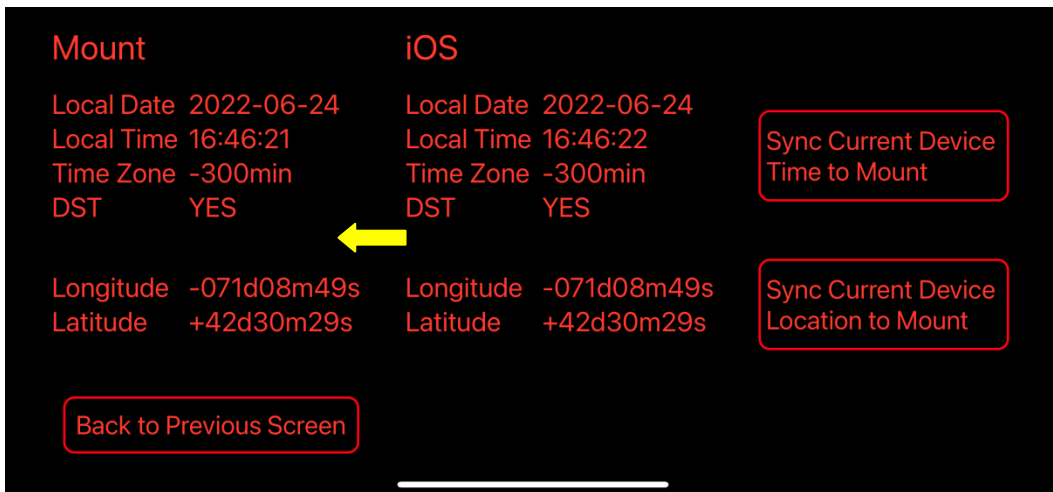 Mount
Local Date 2022-06-24
Local Time 16:46:21
Time Zone -300min
DST YES
Longitude -071d08m49s
Latitude +42d30m29s
iOS
Local Date 2022-06-24
Local Time 16:46:22
Time Zone -300min
DST YES
Longitude -071d08m49s
Latitude +42d30m29s
Sync Current Device
Time to Mount
Sync Current Device
Location to Mount
Back to Previous Screen